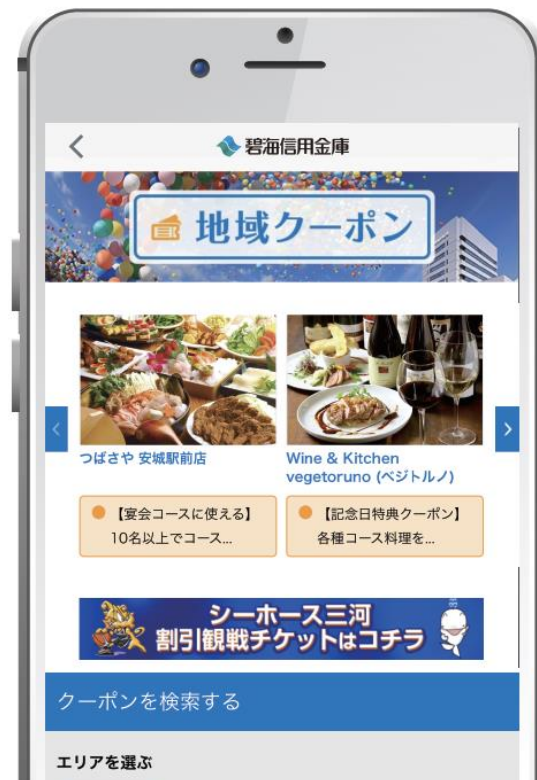 碧海信用金庫
地域クーポン
つばさや 安城駅前店
Wine & Kitchen
vegetoruno (ベジトルノ)
【宴会コースに使える】
10名以上でコース...
【記念日特典クーポン】
各種コース料理を...
シーホース三河
割引観戦チケットはコチラ
クーポンを検索する
エリアを選ぶ